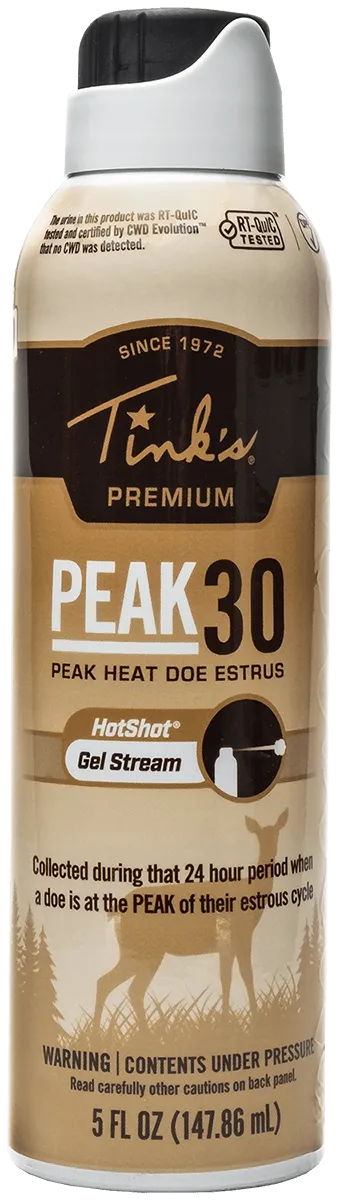 The urine in this product was RT-QuIC
tested and certified by CWD Evolution™
that no CWD was detected.
RT-QuIC
TESTED
SINCE 1972
Tink's®
PREMIUM
PEAK30
PEAK HEAT DOE ESTRUS
HotShot®
Gel Stream
Collected during that 24 hour period when
a doe is at the PEAK of their estrous cycle
WARNING | CONTENTS UNDER PRESSURE
Read carefully other cautions on back panel.
5 FL OZ (147.86 mL)